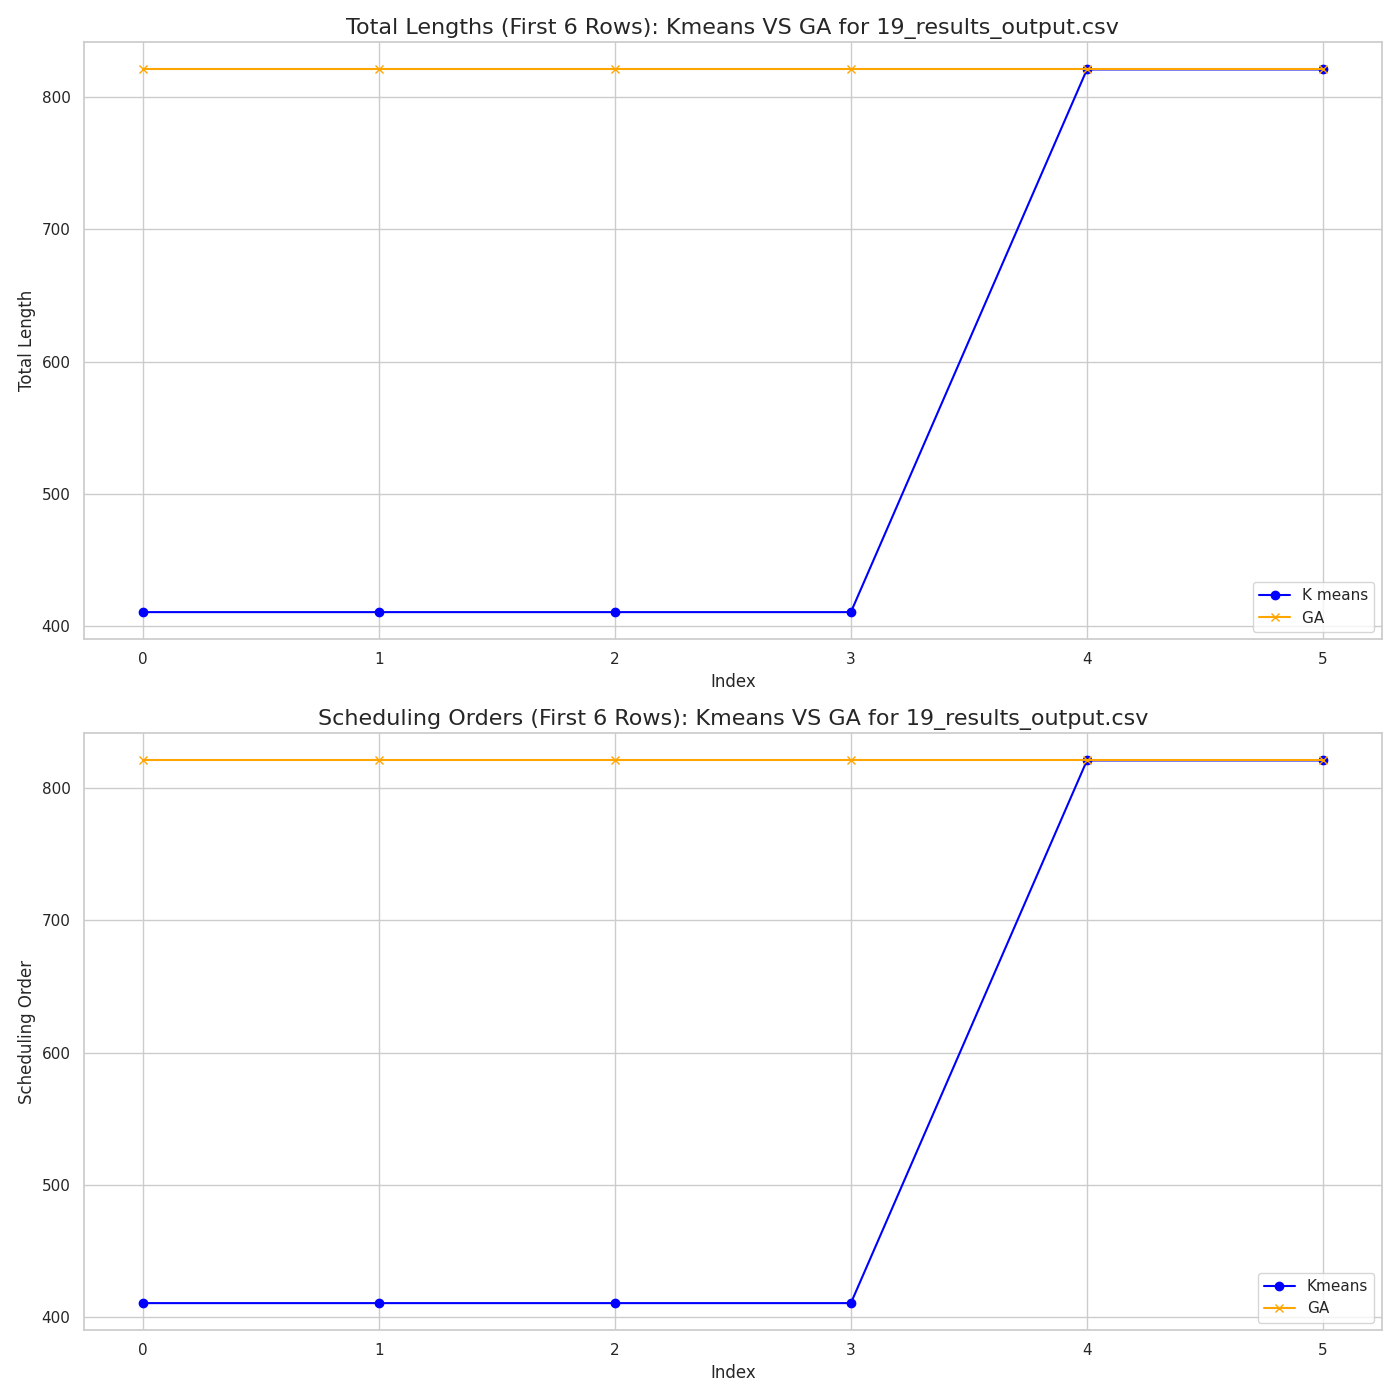 Total Lengths (First 6 Rows): Kmeans VS GA for 19_results_output.csv
800
700
600
500
400
Total Length
K means
GA
0 1 2 3 4 5
Index
Scheduling Orders (First 6 Rows): Kmeans VS GA for 19_results_output.csv
800
700
600
500
400
Scheduling Order
Kmeans
GA
0 1 2 3 4 5
Index